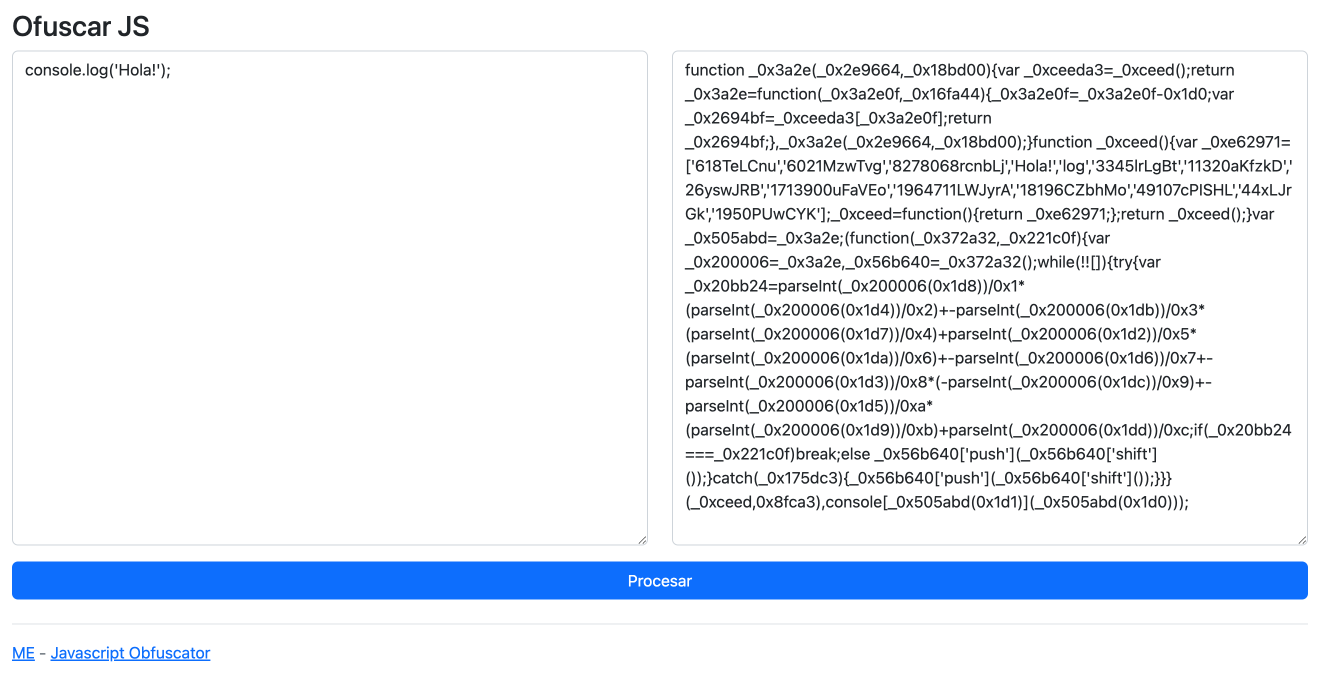 Ofuscar JS
console.log('Hola!');
function _0x3a2e(_0x2e9664,_0x18bd00){var _0xceeda3=_0xceed();return
_0x3a2e=function(_0x3a2e0f,_0x16fa44){_0x3a2e0f=_0x3a2e0f-0x1d0;var
_0x2694bf=_0xceeda3[_0x3a2e0f];return
_0x2694bf;},_0x3a2e(_0x2e9664,_0x18bd00);}function _0xceed(){var _0xe62971=
['618TeLCnu','6021MzwTvg','8278068rcnbLj','Hola!','log','3345lrLgBt','11320aKfzkD','
26yswJRB','1713900uFaVEo','1964711LWJyrA','18196CZbhMo','49107cPlSHL','44xLJr
Gk','1950PUwCYK'];_0xceed=function(){return _0xe62971;};return _0xceed();}var
_0x505abd=_0x3a2e;(function(_0x372a32,_0x221c0f){var
_0x200006=_0x3a2e,_0x56b640=_0x372a32();while(!![]){try{var
_0x20bb24=parseInt(_0x200006(0x1d8))/0x1*
(parseInt(_0x200006(0x1d4))/0x2)+-parseInt(_0x200006(0x1db))/0x3*
(parseInt(_0x200006(0x1d7))/0x4)+parseInt(_0x200006(0x1d2))/0x5*
(parseInt(_0x200006(0x1da))/0x6)+-parseInt(_0x200006(0x1d6))/0x7+-
parseInt(_0x200006(0x1d3))/0x8*(-parseInt(_0x200006(0x1dc))/0x9)+-
parseInt(_0x200006(0x1d5))/0xa*
(parseInt(_0x200006(0x1d9))/0xb)+parseInt(_0x200006(0x1dd))/0xc;if(_0x20bb24
===_0x221c0f)break;else _0x56b640['push'](_0x56b640['shift']
());}catch(_0x175dc3){_0x56b640['push'](_0x56b640['shift']());}}}
(_0xceed,0x8fca3),console[_0x505abd(0x1d1)](_0x505abd(0x1d0)));
Procesar
ME - Javascript Obfuscator